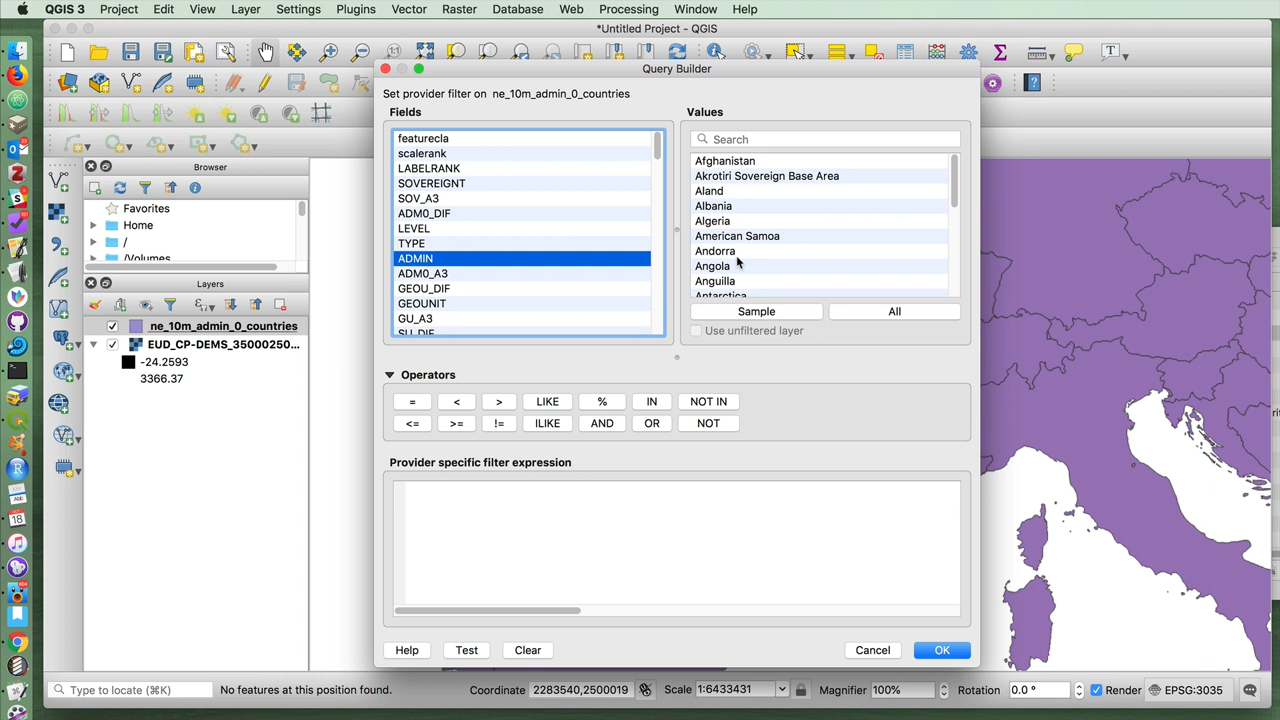 QGIS 3 Project Edit View Layer Settings Plugins Vector Raster Database Web Processing Window Help
*Untitled Project - QGIS
Query Builder
Set provider filter on ne_10m_admin_0_countries
Fields
featurecla
scalerank
LABELRANK
SOVEREIGNT
SOV_A3
ADM0_DIF
LEVEL
TYPE
ADMIN
ADM0_A3
GEOU_DIF
GEOUNIT
GU_A3
SU_DIF
Values
Search
Afghanistan
Akrotiri Sovereign Base Area
Aland
Albania
Algeria
American Samoa
Andorra
Angola
Anguilla
Antarctica
Sample All
Use unfiltered layer
Operators
= < > LIKE % IN NOT IN
<= >= != ILIKE AND OR NOT
Provider specific filter expression
Help Test Clear Cancel OK
Browser
Favorites
Home
/
/Volumes
Layers
ne_10m_admin_0_countries
EUD_CP-DEMS_35000250...
-24.2593
3366.37
Type to locate (⌘K) No features at this position found. Coordinate 2283540,2500019 Scale 1:6433431 Magnifier 100% Rotation 0.0 ° Render EPSG:3035